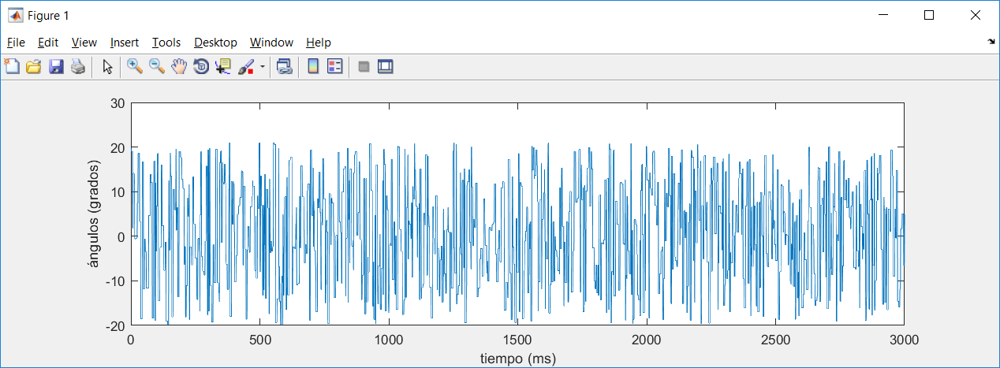 Figure 1
File Edit View Insert Tools Desktop Window Help
30
20
10
0
-10
-20
ángulos (grados)
0 500 1000 1500 2000 2500 3000
tiempo (ms)